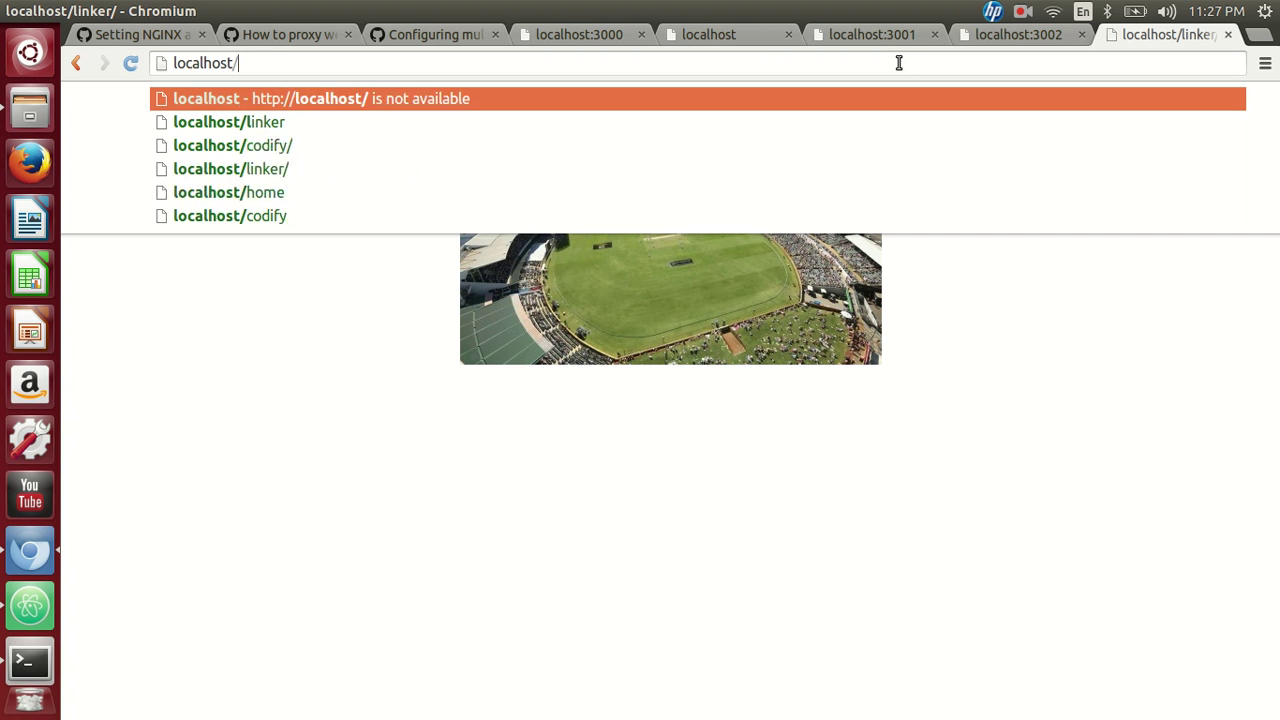 localhost/linker/ - Chromium
En
11:27 PM
Setting NGINX a
How to proxy we
Configuring mul
localhost:3000
localhost
localhost:3001
localhost:3002
localhost/linker/
localhost/
localhost - http://localhost/ is not available
localhost/linker
localhost/codify/
localhost/linker/
localhost/home
localhost/codify
hp
a
You
Tube
>_